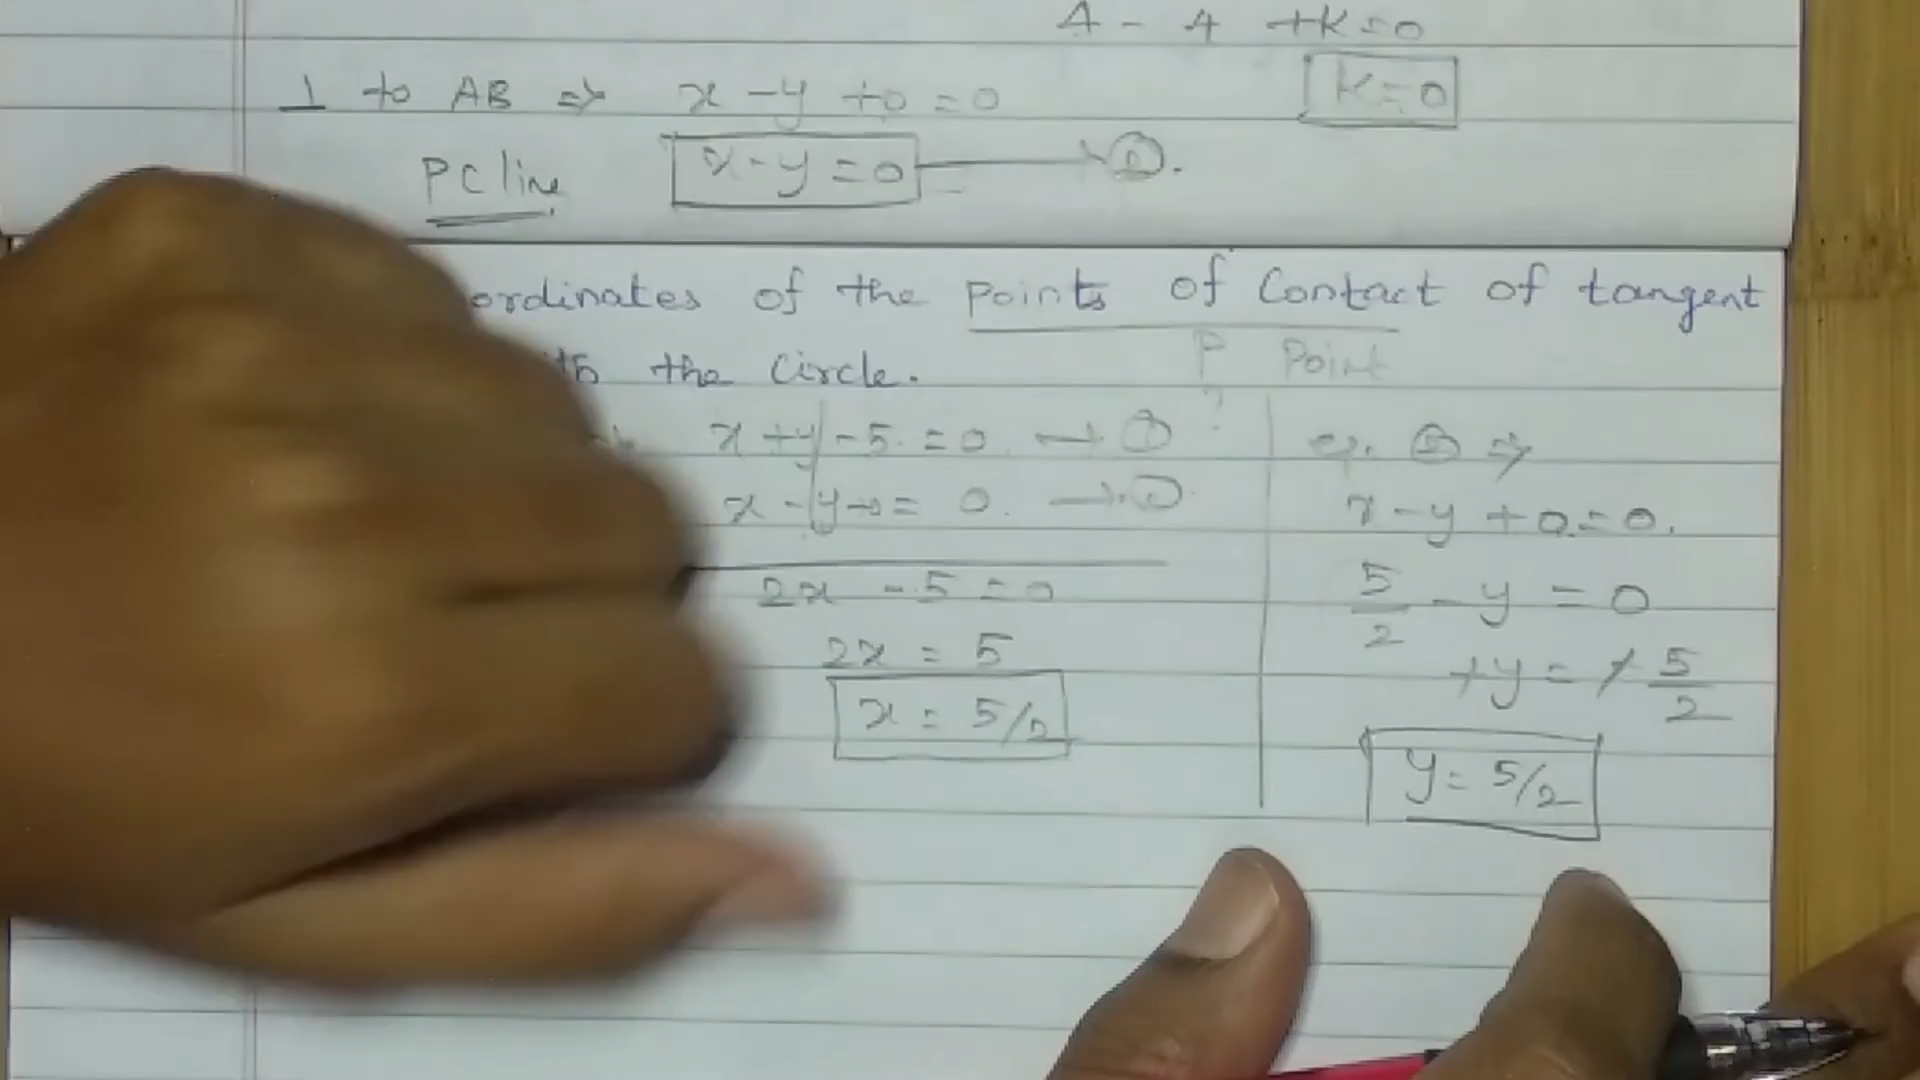 4 - 4 + k = 0
k = 0
⊥ to AB ⇒ x - y + 0 = 0
PC line x - y = 0 → ②.
ordinates of the points of Contact of tangent
the circle. P Point
x + y - 5 = 0 → ① ?
x - y + 0 = 0. → ②
2x - 5 = 0
2x = 5
x = 5/2
eq. ② ⇒
x - y + 0 = 0.
5/2 - y = 0
+y = + 5/2
y = 5/2